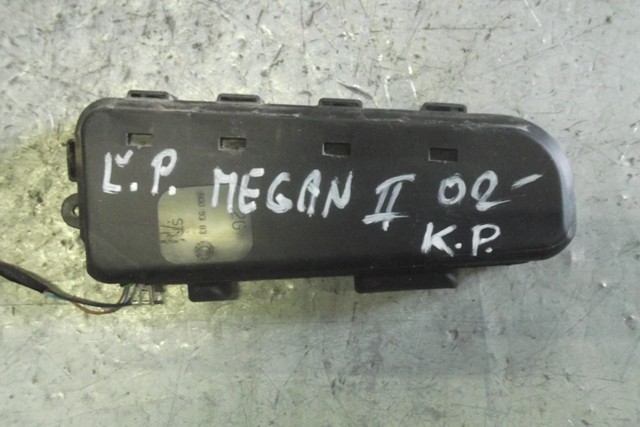 Ľ.P. MEGAN II 02-
K.P.